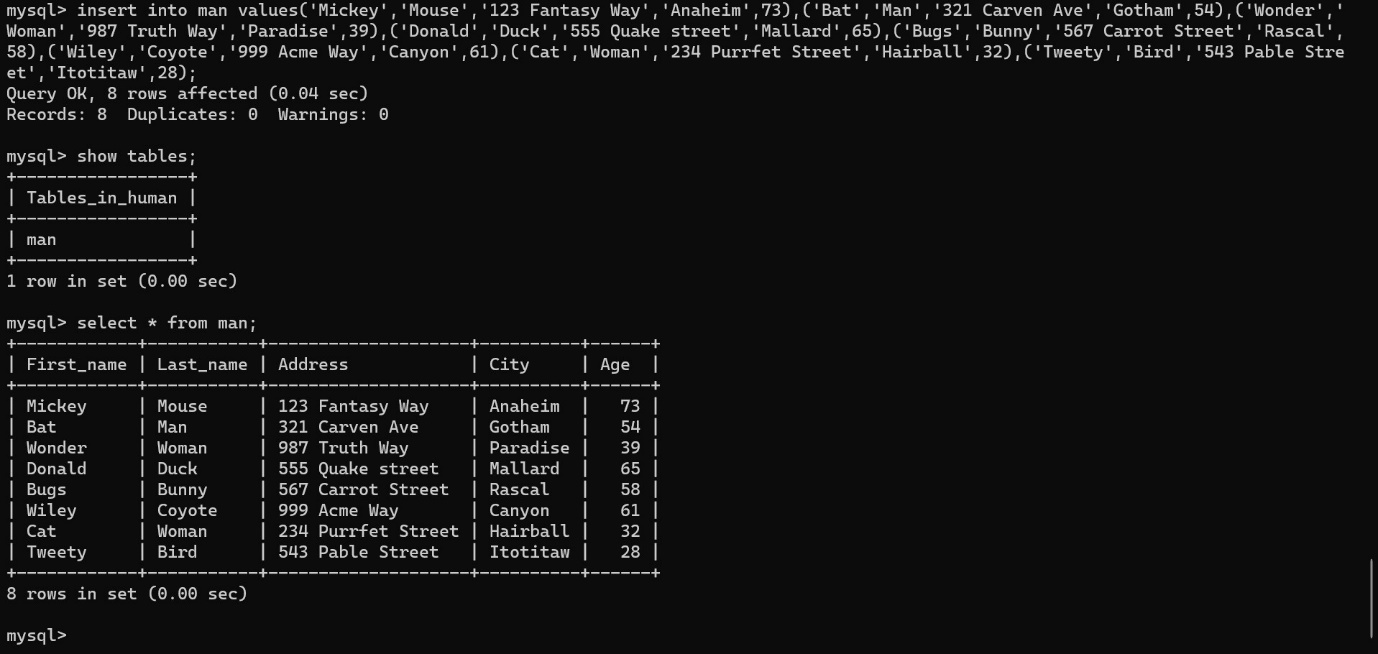 mysql> insert into man values('Mickey','Mouse','123 Fantasy Way','Anaheim',73),('Bat','Man','321 Carven Ave','Gotham',54),('Wonder','
Woman','987 Truth Way','Paradise',39),('Donald','Duck','555 Quake street','Mallard',65),('Bugs','Bunny','567 Carrot Street','Rascal',
58),('Wiley','Coyote','999 Acme Way','Canyon',61),('Cat','Woman','234 Purrfet Street','Hairball',32),('Tweety','Bird','543 Pable Stre
et','Itotitaw',28);
Query OK, 8 rows affected (0.04 sec)
Records: 8  Duplicates: 0  Warnings: 0
mysql> show tables;
+-----------------+
| Tables_in_human |
+-----------------+
| man             |
+-----------------+
1 row in set (0.00 sec)
mysql> select * from man;
+------------+-----------+--------------------+----------+------+
| First_name | Last_name | Address            | City     | Age  |
+------------+-----------+--------------------+----------+------+
| Mickey     | Mouse     | 123 Fantasy Way    | Anaheim  |   73 |
| Bat        | Man       | 321 Carven Ave     | Gotham   |   54 |
| Wonder     | Woman     | 987 Truth Way      | Paradise |   39 |
| Donald     | Duck      | 555 Quake street   | Mallard  |   65 |
| Bugs       | Bunny     | 567 Carrot Street  | Rascal   |   58 |
| Wiley      | Coyote    | 999 Acme Way       | Canyon   |   61 |
| Cat        | Woman     | 234 Purrfet Street | Hairball |   32 |
| Tweety     | Bird      | 543 Pable Street   | Itotitaw |   28 |
+------------+-----------+--------------------+----------+------+
8 rows in set (0.00 sec)
mysql>